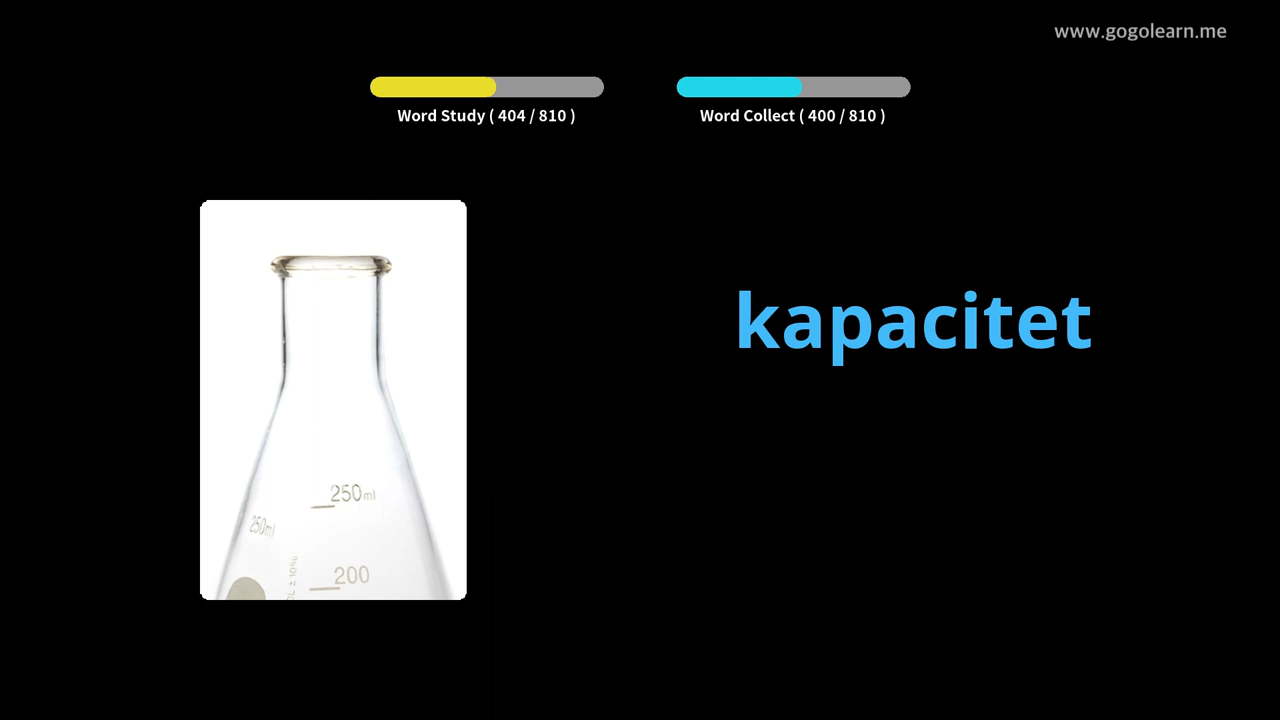 www.gogolearn.me
Word Study ( 404 / 810 )
Word Collect ( 400 / 810 )
kapacitet
250ml
250ml
200